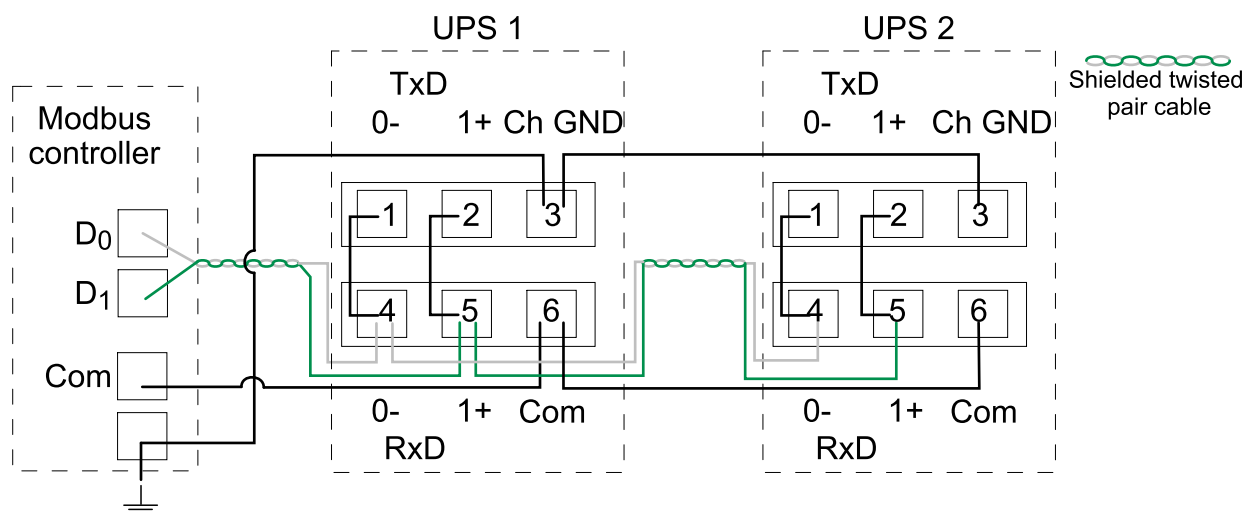 UPS 1
UPS 2
Shielded twisted
pair cable
Modbus
controller
D0
D1
Com
TxD
0- 1+ Ch GND
1 2 3
4 5 6
0- 1+ Com
RxD
TxD
0- 1+ Ch GND
1 2 3
4 5 6
0- 1+ Com
RxD